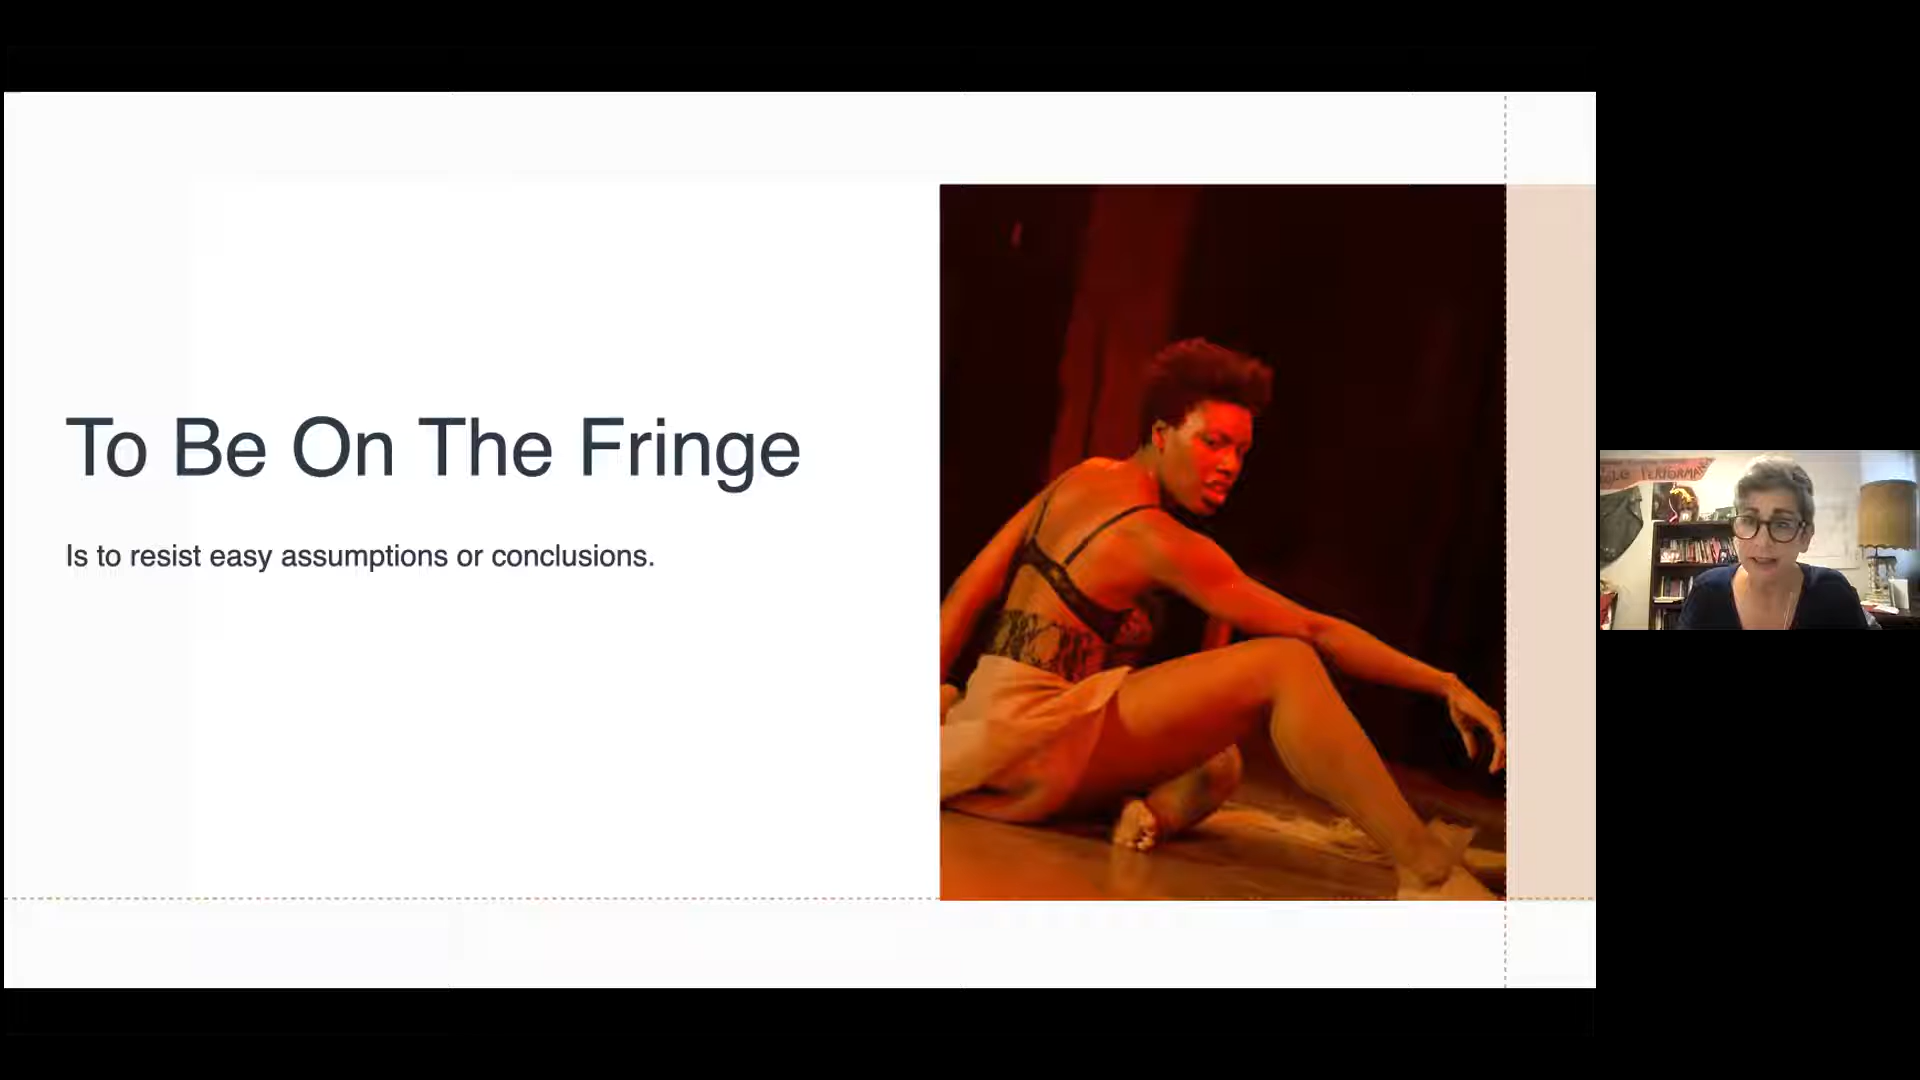 To Be On The Fringe
Is to resist easy assumptions or conclusions.